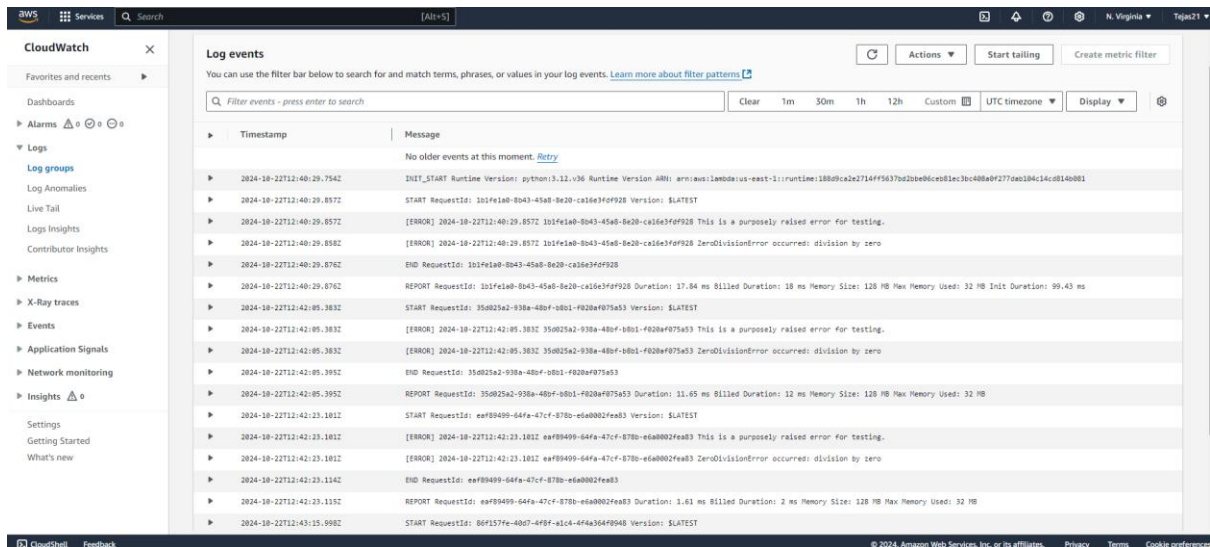 aws Services Search [Alt+S] N. Virginia Tejas21
CloudWatch
Favorites and recents
Dashboards
Alarms 0 0 0
Logs
Log groups
Log Anomalies
Live Tail
Logs Insights
Contributor Insights
Metrics
X-Ray traces
Events
Application Signals
Network monitoring
Insights 0
Settings
Getting Started
What's new
Log events
Actions Start tailing Create metric filter
You can use the filter bar below to search for and match terms, phrases, or values in your log events. Learn more about filter patterns
Filter events - press enter to search Clear 1m 30m 1h 12h Custom UTC timezone Display
Timestamp Message
No older events at this moment. Retry
2024-10-22T12:40:29.754Z INIT_START Runtime Version: python:3.12.v36 Runtime Version ARN: arn:aws:lambda:us-east-1::runtime:
2024-10-22T12:40:29.857Z START RequestId: 1b1fe1a0-8b43-45a8-8e20-ca16e3fdf928 Version: $LATEST
2024-10-22T12:40:29.857Z [ERROR] 2024-10-22T12:40:29.857Z 1b1fe1a0-8b43-45a8-8e20-ca16e3fdf928 This is a purposely raised error for testing.
2024-10-22T12:40:29.858Z [ERROR] 2024-10-22T12:40:29.857Z 1b1fe1a0-8b43-45a8-8e20-ca16e3fdf928 ZeroDivisionError occurred: division by zero
2024-10-22T12:40:29.876Z END RequestId: 1b1fe1a0-8b43-45a8-8e20-ca16e3fdf928
2024-10-22T12:40:29.876Z REPORT RequestId: 1b1fe1a0-8b43-45a8-8e20-ca16e3fdf928 Duration: 17.84 ms Billed Duration: 18 ms Memory Size: 128 MB Max Memory Used: 32 MB Init Duration: 99.43 ms
2024-10-22T12:42:05.383Z START RequestId: 35d025a2-938a-48bf-b8b1-f020af075a53 Version: $LATEST
2024-10-22T12:42:05.383Z [ERROR] 2024-10-22T12:42:05.383Z 35d025a2-938a-48bf-b8b1-f020af075a53 This is a purposely raised error for testing.
2024-10-22T12:42:05.383Z [ERROR] 2024-10-22T12:42:05.383Z 35d025a2-938a-48bf-b8b1-f020af075a53 ZeroDivisionError occurred: division by zero
2024-10-22T12:42:05.395Z END RequestId: 35d025a2-938a-48bf-b8b1-f020af075a53
2024-10-22T12:42:05.395Z REPORT RequestId: 35d025a2-938a-48bf-b8b1-f020af075a53 Duration: 11.65 ms Billed Duration: 12 ms Memory Size: 128 MB Max Memory Used: 32 MB
2024-10-22T12:42:23.101Z START RequestId: eaf89499-64fa-47cf-878b-e6a0002fea83 Version: $LATEST
2024-10-22T12:42:23.101Z [ERROR] 2024-10-22T12:42:23.101Z eaf89499-64fa-47cf-878b-e6a0002fea83 This is a purposely raised error for testing.
2024-10-22T12:42:23.101Z [ERROR] 2024-10-22T12:42:23.101Z eaf89499-64fa-47cf-878b-e6a0002fea83 ZeroDivisionError occurred: division by zero
2024-10-22T12:42:23.114Z END RequestId: eaf89499-64fa-47cf-878b-e6a0002fea83
2024-10-22T12:42:23.115Z REPORT RequestId: eaf89499-64fa-47cf-878b-e6a0002fea83 Duration: 1.61 ms Billed Duration: 2 ms Memory Size: 128 MB Max Memory Used: 32 MB
2024-10-22T12:43:15.998Z START RequestId: 86f157fe-40d7-4f8f-a1c4-4f4a364f0948 Version: $LATEST
CloudShell Feedback © 2024, Amazon Web Services, Inc. or its affiliates. Privacy Terms Cookie preferences